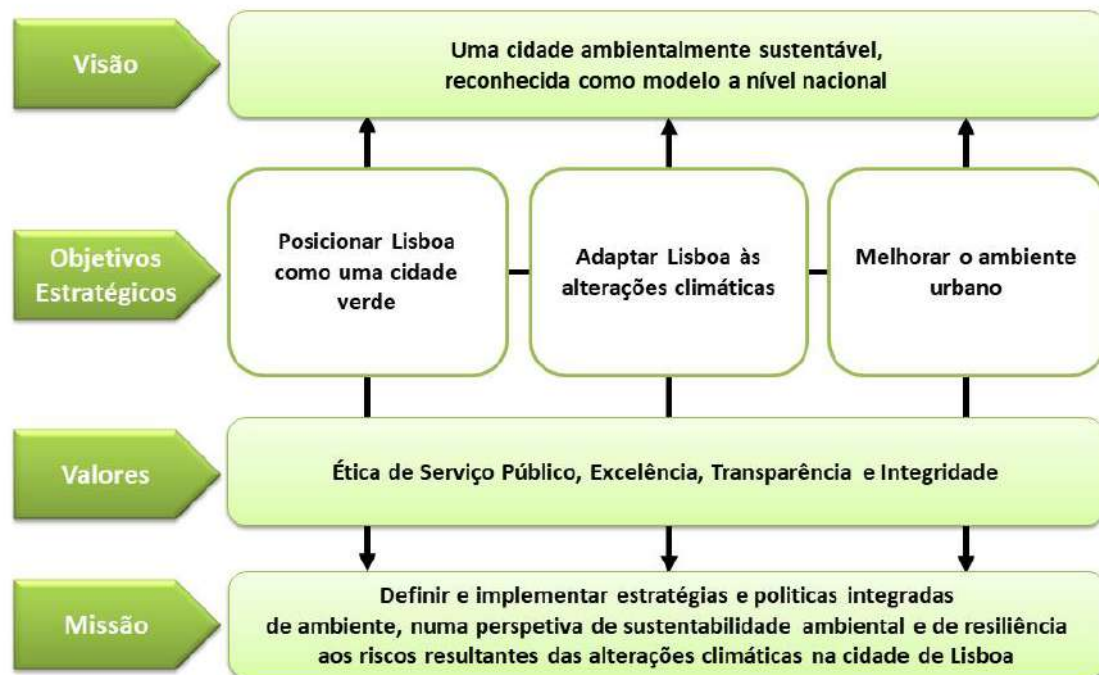 Visão
Uma cidade ambientalmente sustentável,
reconhecida como modelo a nível nacional
Objetivos
Estratégicos
Posicionar Lisboa
como uma cidade
verde
Adaptar Lisboa às
alterações climáticas
Melhorar o ambiente
urbano
Valores
Ética de Serviço Público, Excelência, Transparência e Integridade
Missão
Definir e implementar estratégias e politicas integradas
de ambiente, numa perspetiva de sustentabilidade ambiental e de resiliência
aos riscos resultantes das alterações climáticas na cidade de Lisboa